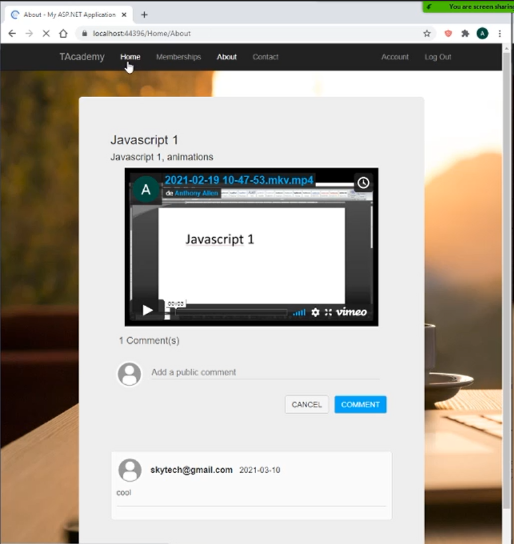 You are screen sharing
About - My ASP.NET Application
localhost:44396/Home/About
A
TAcademy Home Memberships About Contact Account Log Out
Javascript 1
Javascript 1, animations
A
2021-02-19 10-47-53.mkv.mp4
de Anthony Allen
Javascript 1
00:00
vimeo
1 Comment(s)
Add a public comment
CANCEL COMMENT
skytech@gmail.com 2021-03-10
cool